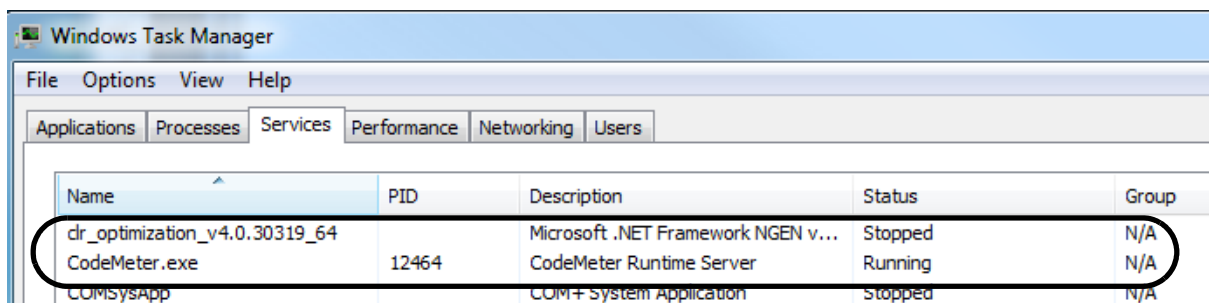 Windows Task Manager
File Options View Help
Applications Processes Services Performance Networking Users
Name PID Description Status Group
clr_optimization_v4.0.30319_64 Microsoft .NET Framework NGEN v... Stopped N/A
CodeMeter.exe 12464 CodeMeter Runtime Server Running N/A
COMSysApp COM+ System Application Stopped N/A